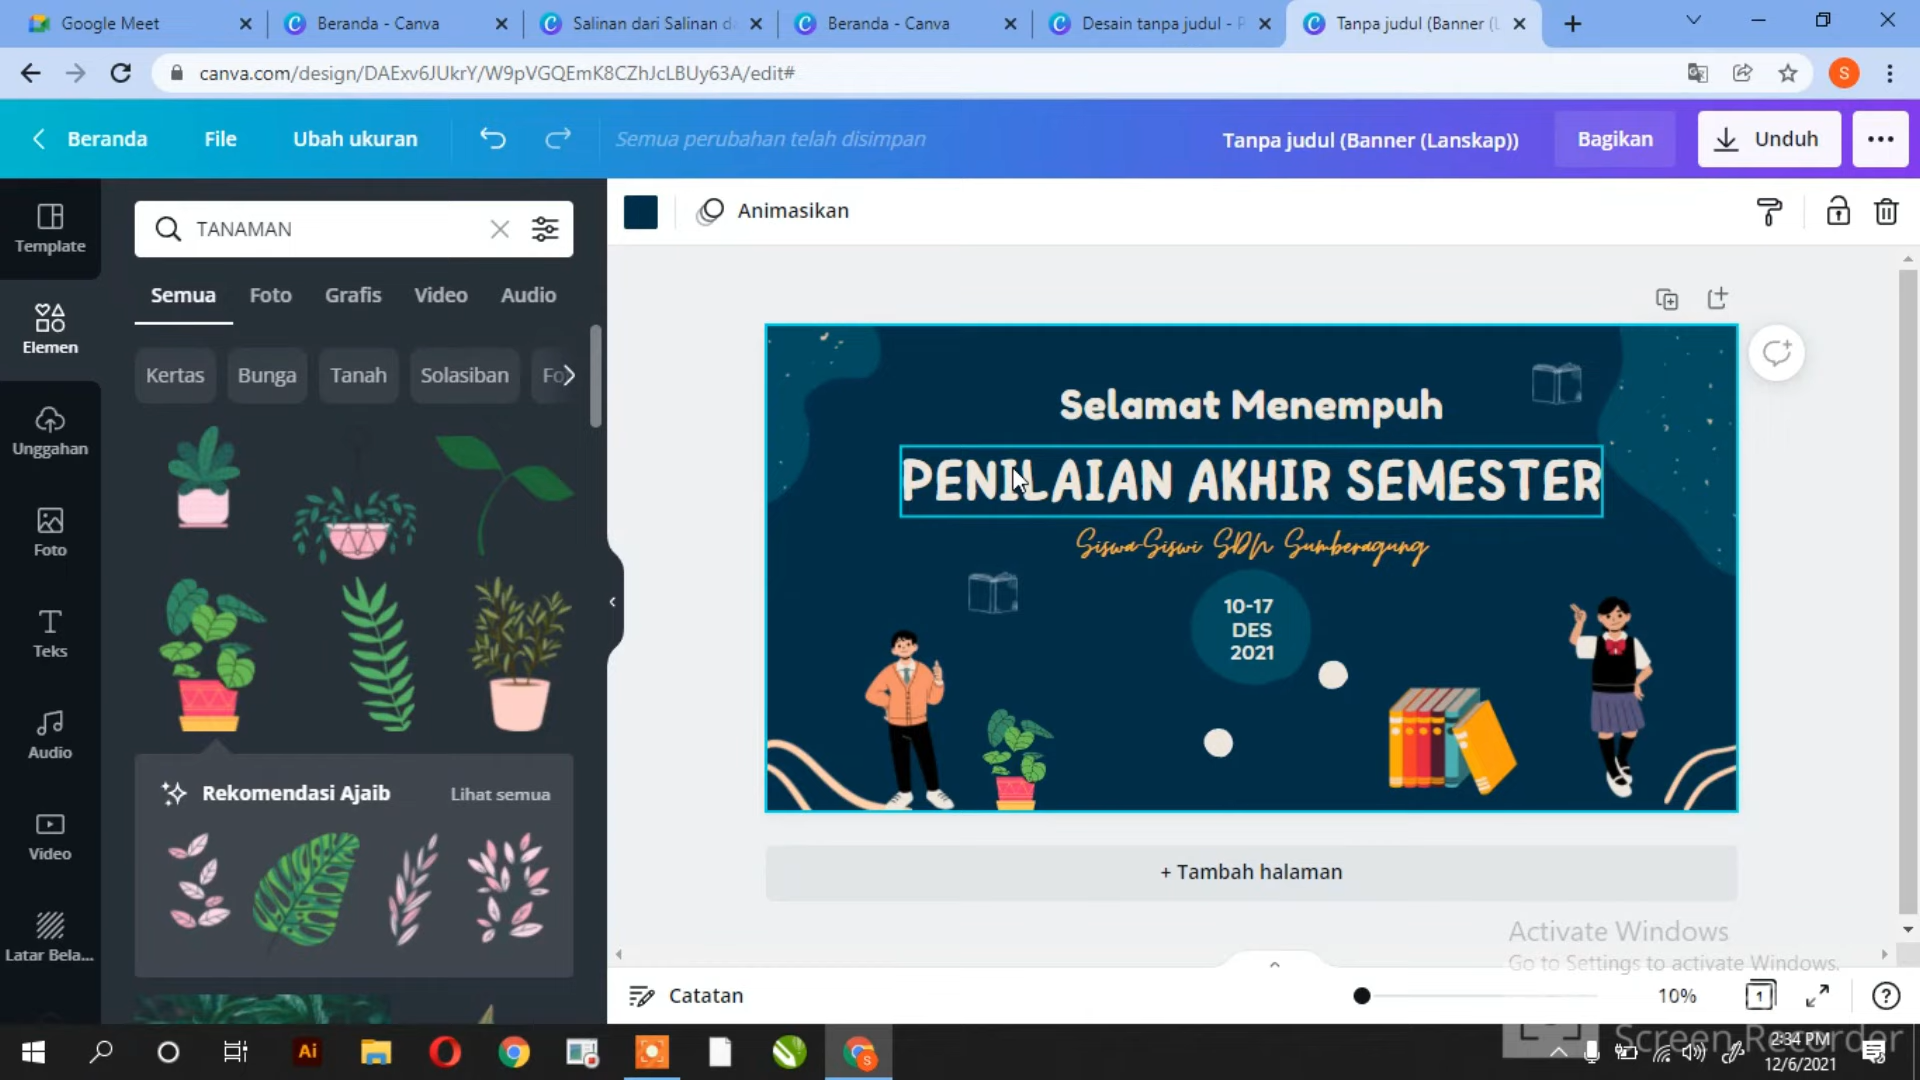 Google Meet
Beranda - Canva
Salinan dari Salinan d
Beranda - Canva
Desain tanpa judul - P
Tanpa judul (Banner (L
canva.com/design/DAExv6JUkrY/W9pVGQEmK8CZhJcLBUy63A/edit#
S
Beranda
File
Ubah ukuran
Semua perubahan telah disimpan
Tanpa judul (Banner (Lanskap))
Bagikan
Unduh
Template
Elemen
Unggahan
Foto
Teks
Audio
Video
Latar Bela...
TANAMAN
Semua
Foto
Grafis
Video
Audio
Kertas
Bunga
Tanah
Solasiban
Fo
Rekomendasi Ajaib
Lihat semua
Animasikan
Selamat Menempuh
PENILAIAN AKHIR SEMESTER
Siswa-Siswi SDN Sumberagung
10-17
DES
2021
+ Tambah halaman
Activate Windows
Go to Settings to activate Windows.
Catatan
10%
1
Ai
S
Screen Recorder
2:34 PM
12/6/2021